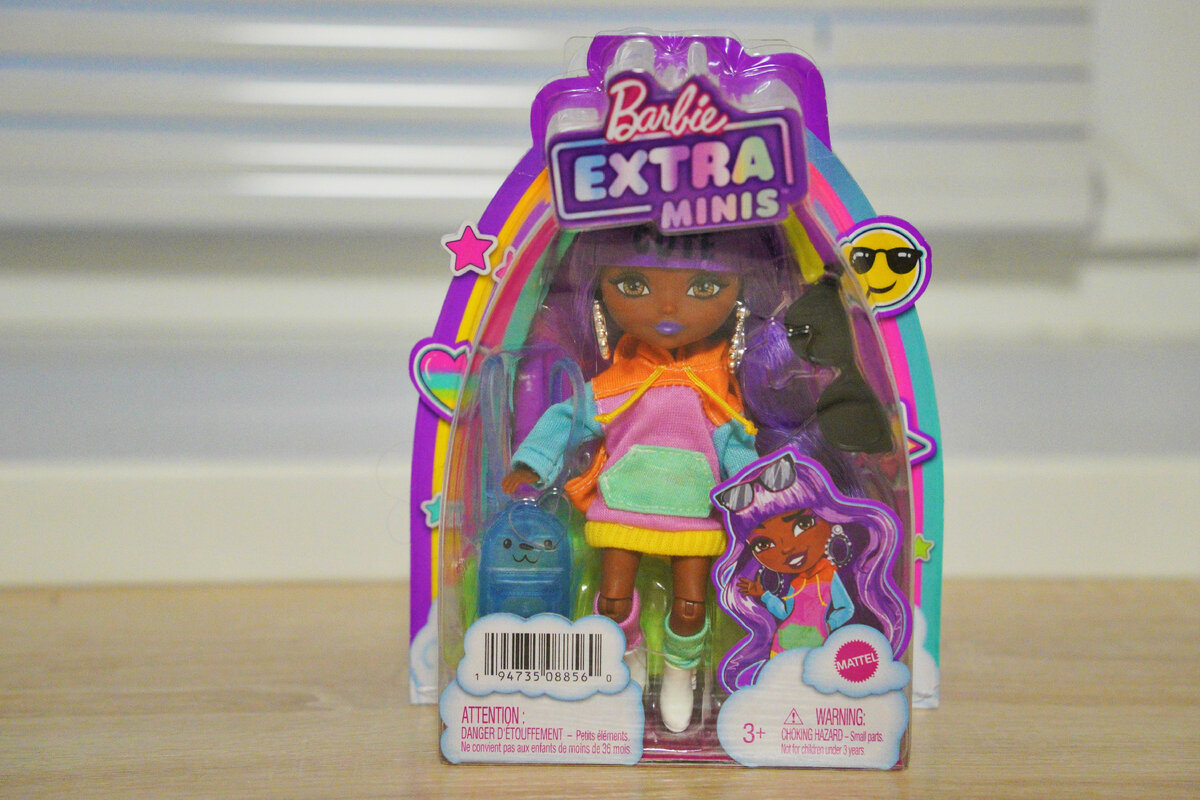 Barbie
EXTRA
MINIS™
CUTE
1 94735 08856 0
ATTENTION :
DANGER D'ÉTOUFFEMENT – Petits éléments.
Ne convient pas aux enfants de moins de 36 mois.
MATTEL
3+
WARNING:
CHOKING HAZARD – Small parts.
Not for children under 3 years.